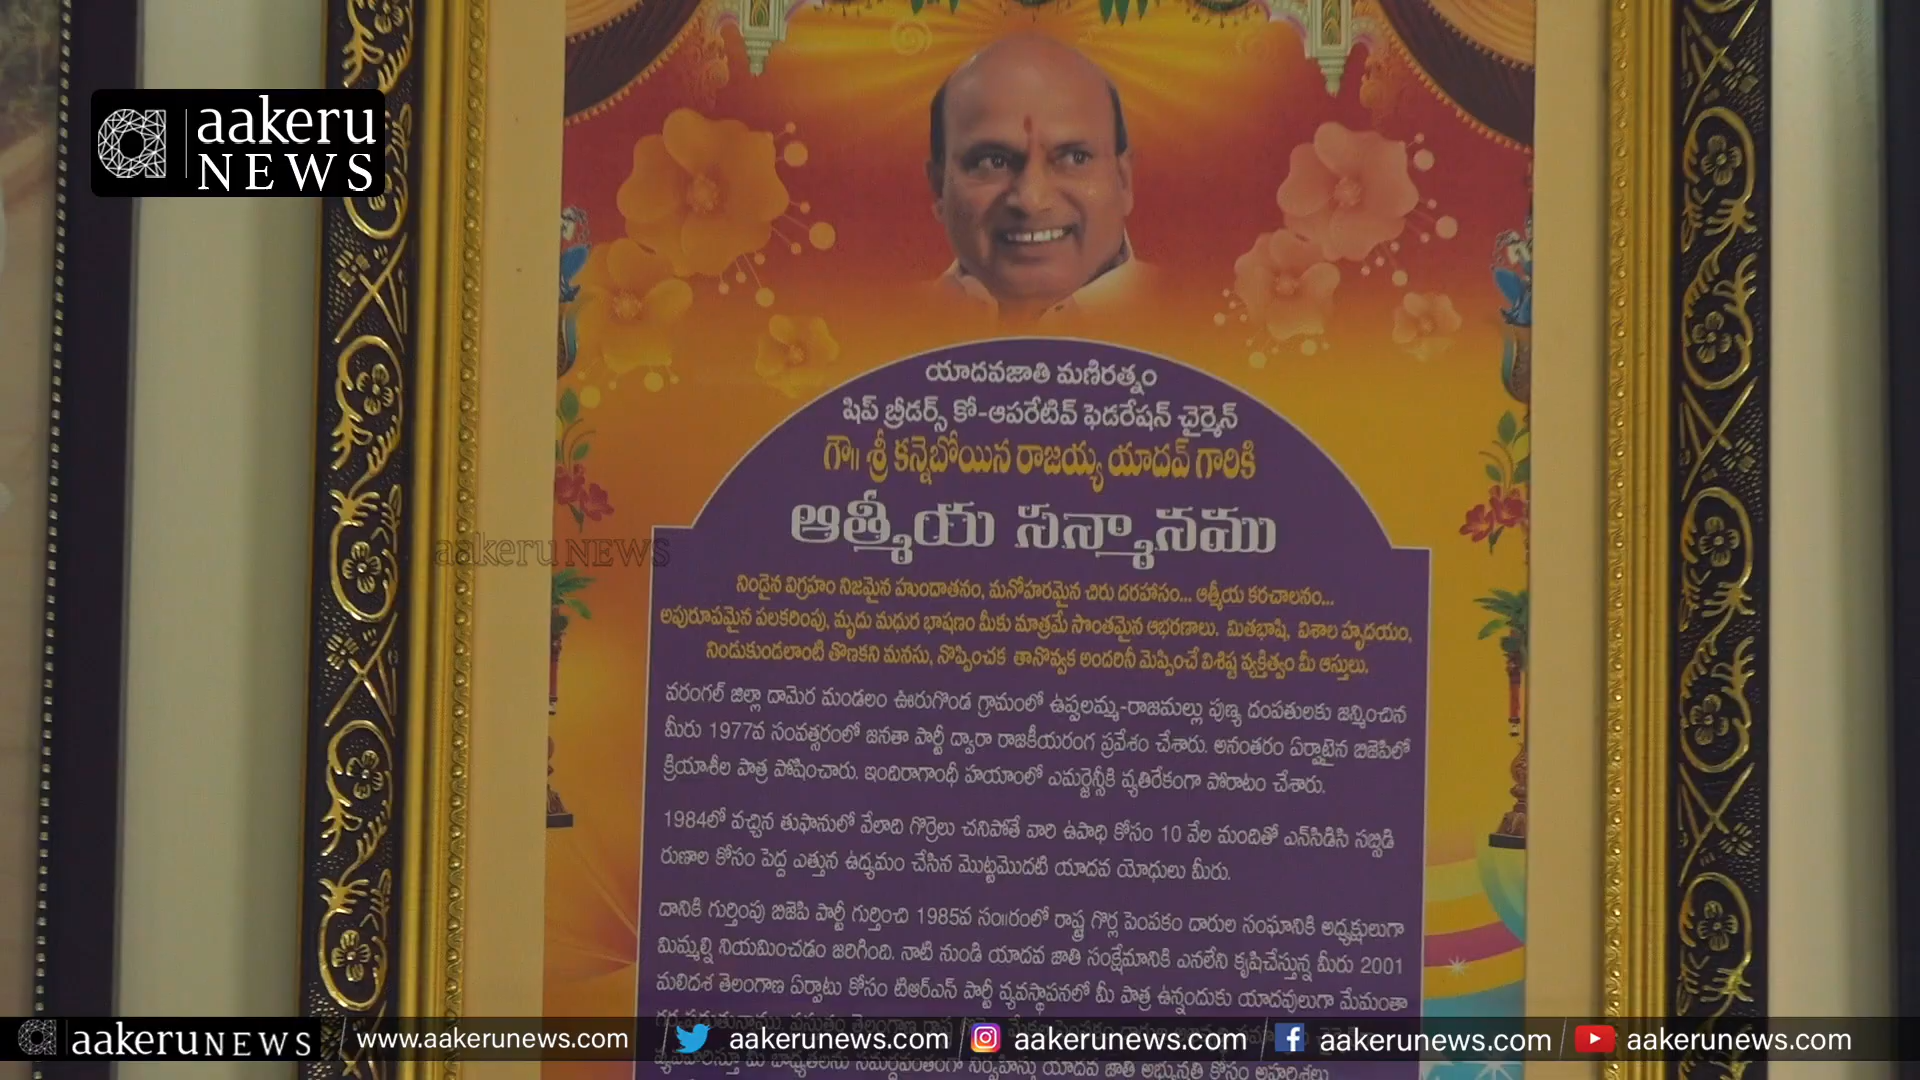 aakeru
NEWS
యాదవజాతి మణిరత్నం
షిప్ బ్రీడర్స్ కో-ఆపరేటివ్ ఫెడరేషన్ చైర్మెన్
గౌ॥ శ్రీ కన్నెబోయిన రాజయ్య యాదవ్ గారికి
ఆత్మీయ సన్మానము
aakeru NEWS
నిండైన విగ్రహం నిజమైన హుందాతనం, మనోహరమైన చిరు దరహాసం... ఆత్మీయ కరచాలనం...
అపురూపమైన పలకరింపు, మృదు మధుర భాషణం మీకు మాత్రమే సొంతమైన ఆభరణాలు. మితభాషి, విశాల హృదయం,
నిండుకుండలాంటి తొణకని మనసు, నొప్పించక తానొవ్వక అందరినీ మెప్పించే విశిష్ట వ్యక్తిత్వం మీ ఆస్తులు.
వరంగల్ జిల్లా దామెర మండలం ఊరుగొండ గ్రామంలో ఉప్పలమ్మ-రాజమల్లు పుణ్య దంపతులకు జన్మించిన
మీరు 1977వ సంవత్సరంలో జనతా పార్టీ ద్వారా రాజకీయరంగ ప్రవేశం చేశారు. అనంతరం ఏర్పాటైన బిజెపిలో
క్రియాశీల పాత్ర పోషించారు. ఇందిరాగాంధీ హయాంలో ఎమర్జెన్సీకి వ్యతిరేకంగా పోరాటం చేశారు.
1984లో వచ్చిన తుఫానులో వేలాది గొర్రెలు చనిపోతే వారి ఉపాధి కోసం 10 వేల మందితో ఎన్‌సిడిసి సబ్సిడి
రుణాల కోసం పెద్ద ఎత్తున ఉద్యమం చేసిన మొట్టమొదటి యాదవ యోధులు మీరు.
దానికి గుర్తింపు బిజెపి పార్టీ గుర్తించి 1985వ సం॥రంలో రాష్ట్ర గొర్ల పెంపకం దారుల సంఘానికి అధ్యక్షులుగా
మిమ్మల్ని నియమించడం జరిగింది. నాటి నుండి యాదవ జాతి సంక్షేమానికి ఎనలేని కృషిచేస్తున్న మీరు 2001
మలిదశ తెలంగాణ ఏర్పాటు కోసం టిఆర్ఎస్ పార్టీ వ్యవస్థాపనలో మీ పాత్ర ఉన్నందుకు యాదవులుగా మేమంతా
aakeru NEWS www.aakerunews.com aakerunews.com aakerunews.com aakerunews.com aakerunews.com